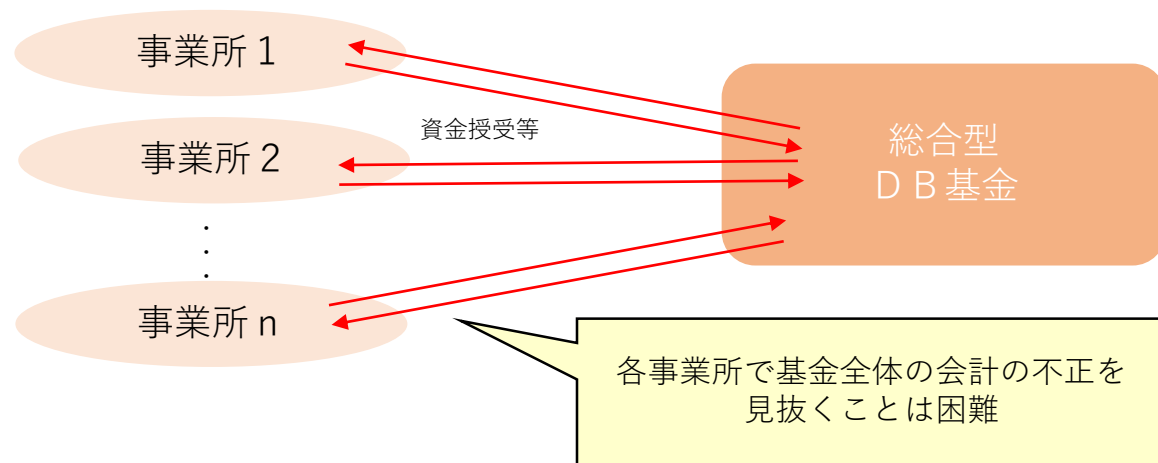 事業所１
資金授受等
事業所２
・
・
・
事業所ｎ
総合型
ＤＢ基金
各事業所で基金全体の会計の不正を
見抜くことは困難